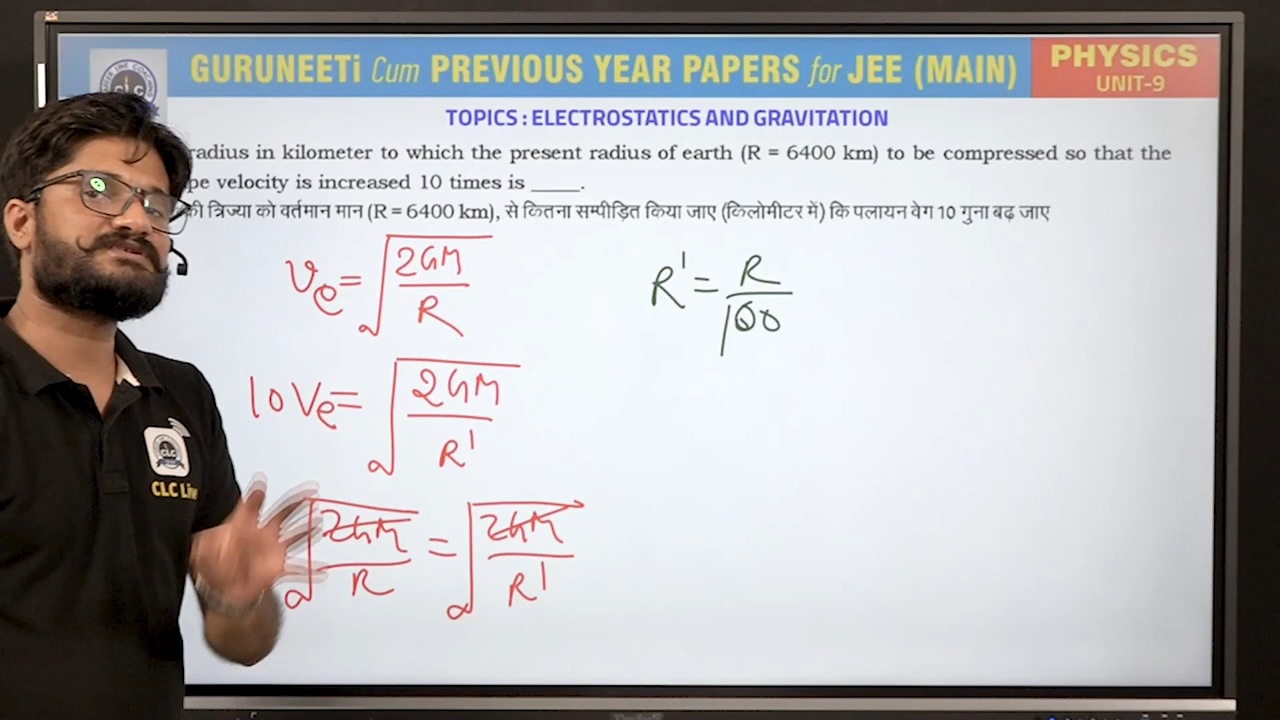 GURUNEETi Cum PREVIOUS YEAR PAPERS for JEE (MAIN)
PHYSICS
UNIT-9
TOPICS : ELECTROSTATICS AND GRAVITATION
radius in kilometer to which the present radius of earth (R = 6400 km) to be compressed so that the
pe velocity is increased 10 times is _____.
की त्रिज्या को वर्तमान मान (R = 6400 km), से कितना सम्पीड़ित किया जाए (किलोमीटर में) कि पलायन वेग 10 गुना बढ़ जाए
Ve = √(2GM/R)
R' = R/100
10Ve = √(2GM/R')
√(2GM/R) = √(2GM/R')
CLC
CLC Live